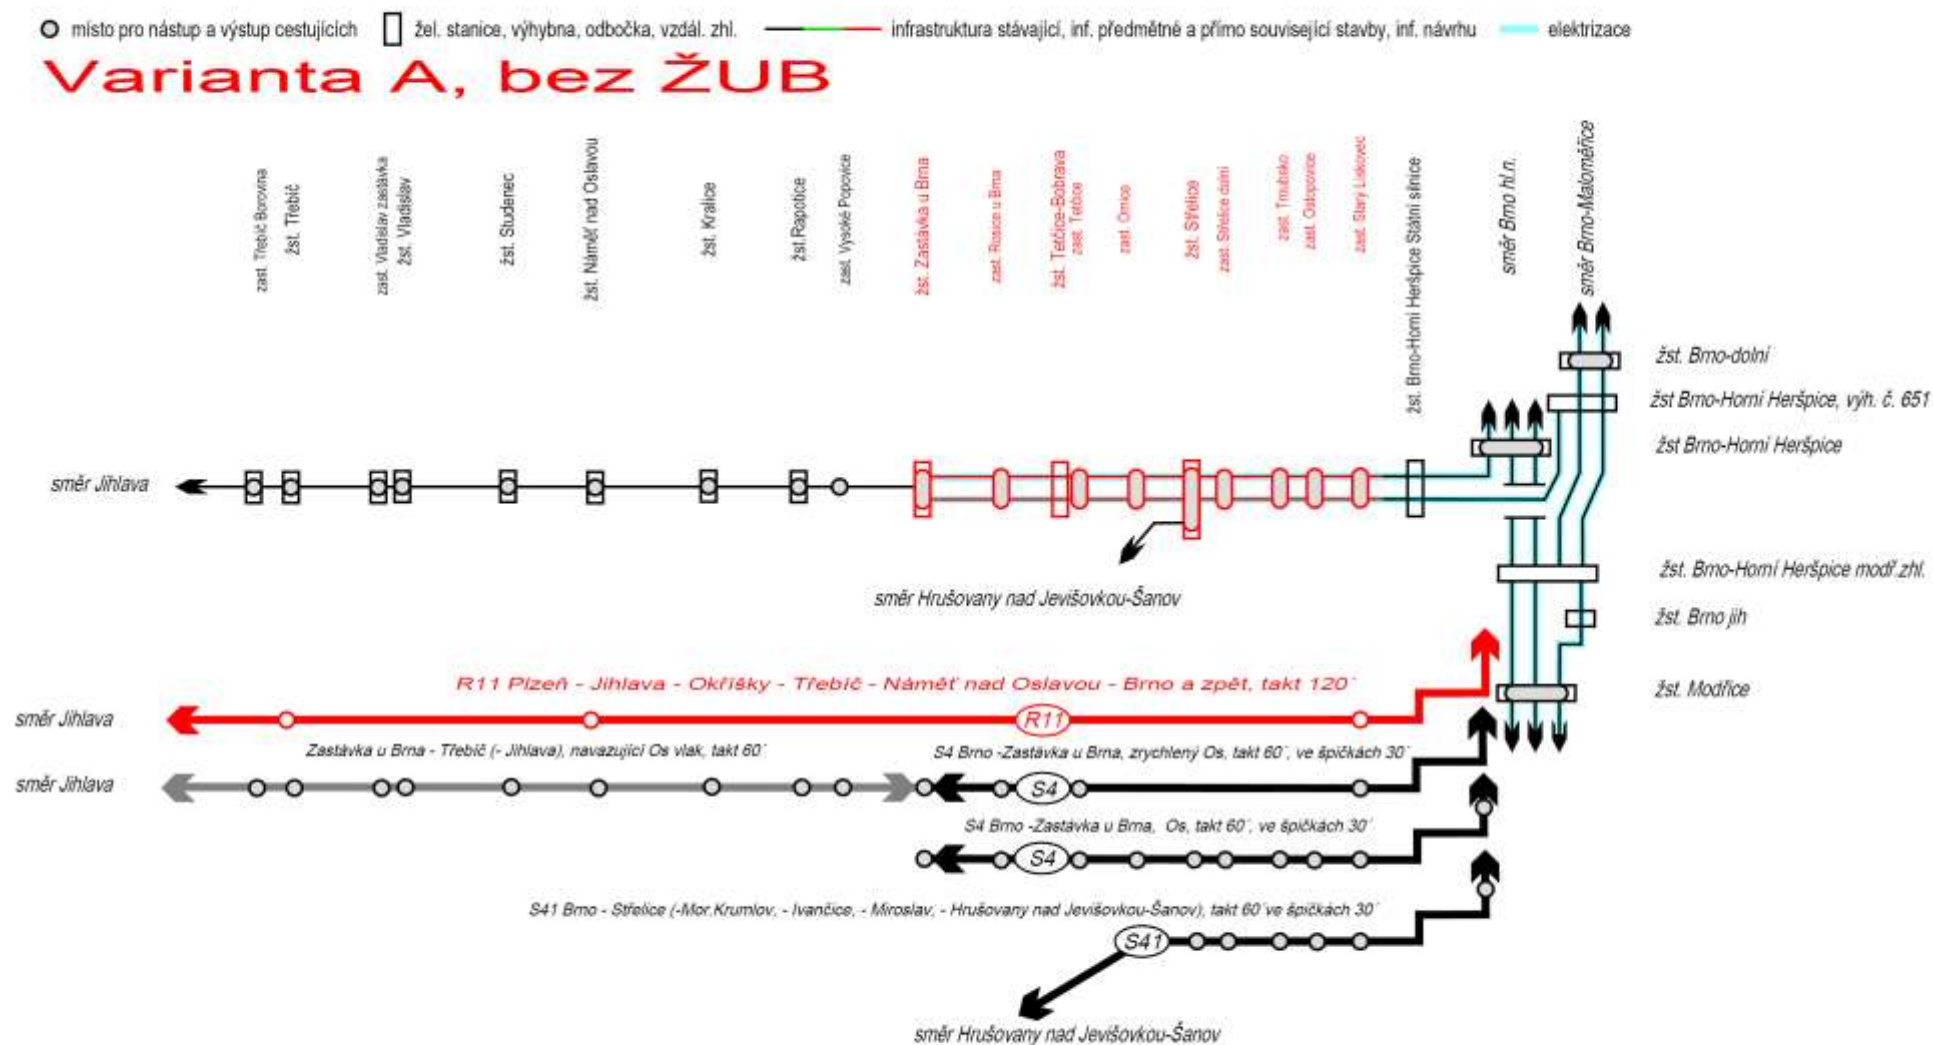 místo pro nástup a výstup cestujících
žel. stanice, výhybna, odbočka, vzdál. zhl.
infrastruktura stávající, inf. předmětné a přímo související stavby, inf. návrhu
elektrizace
Varianta A, bez ŽUB
zast. Třebíč Borovina
žst. Třebíč
zast. Vladislav zastávka
žst. Vladislav
žst. Studenec
žst. Náměšť nad Oslavou
žst. Kralice
žst.Rapotice
zast. Vysoké Popovice
žst. Zastávka u Brna
zast. Rosice u Brna
žst. Tetčice-Bobrava
zast. Tetčice
zast. Omice
žst. Střelice
zast. Střelice dolní
zast. Troubsko
zast. Ostopovice
zast. Starý Lískovec
žst. Brno-Horní Heršpice Státní silnice
směr Brno hl.n.
směr Brno-Maloměřice
žst. Brno-dolní
žst Brno-Horní Heršpice, výh. č. 651
žst Brno-Horní Heršpice
směr Jihlava
směr Hrušovany nad Jevišovkou-Šanov
žst. Brno-Horní Heršpice modř.zhl.
žst. Brno jih
žst. Modřice
R11 Plzeň - Jihlava - Okříšky - Třebíč - Náměšť nad Oslavou - Brno a zpět, takt 120´
směr Jihlava
R11
Zastávka u Brna - Třebíč (- Jihlava), navazující Os vlak, takt 60´
S4 Brno -Zastávka u Brna, zrychlený Os, takt 60´, ve špičkách 30´
směr Jihlava
S4
S4 Brno -Zastávka u Brna, Os, takt 60´, ve špičkách 30´
S4
S41 Brno - Střelice (-Mor.Krumlov, - Ivančice, - Miroslav, - Hrušovany nad Jevišovkou-Šanov), takt 60´ve špičkách 30´
S41
směr Hrušovany nad Jevišovkou-Šanov